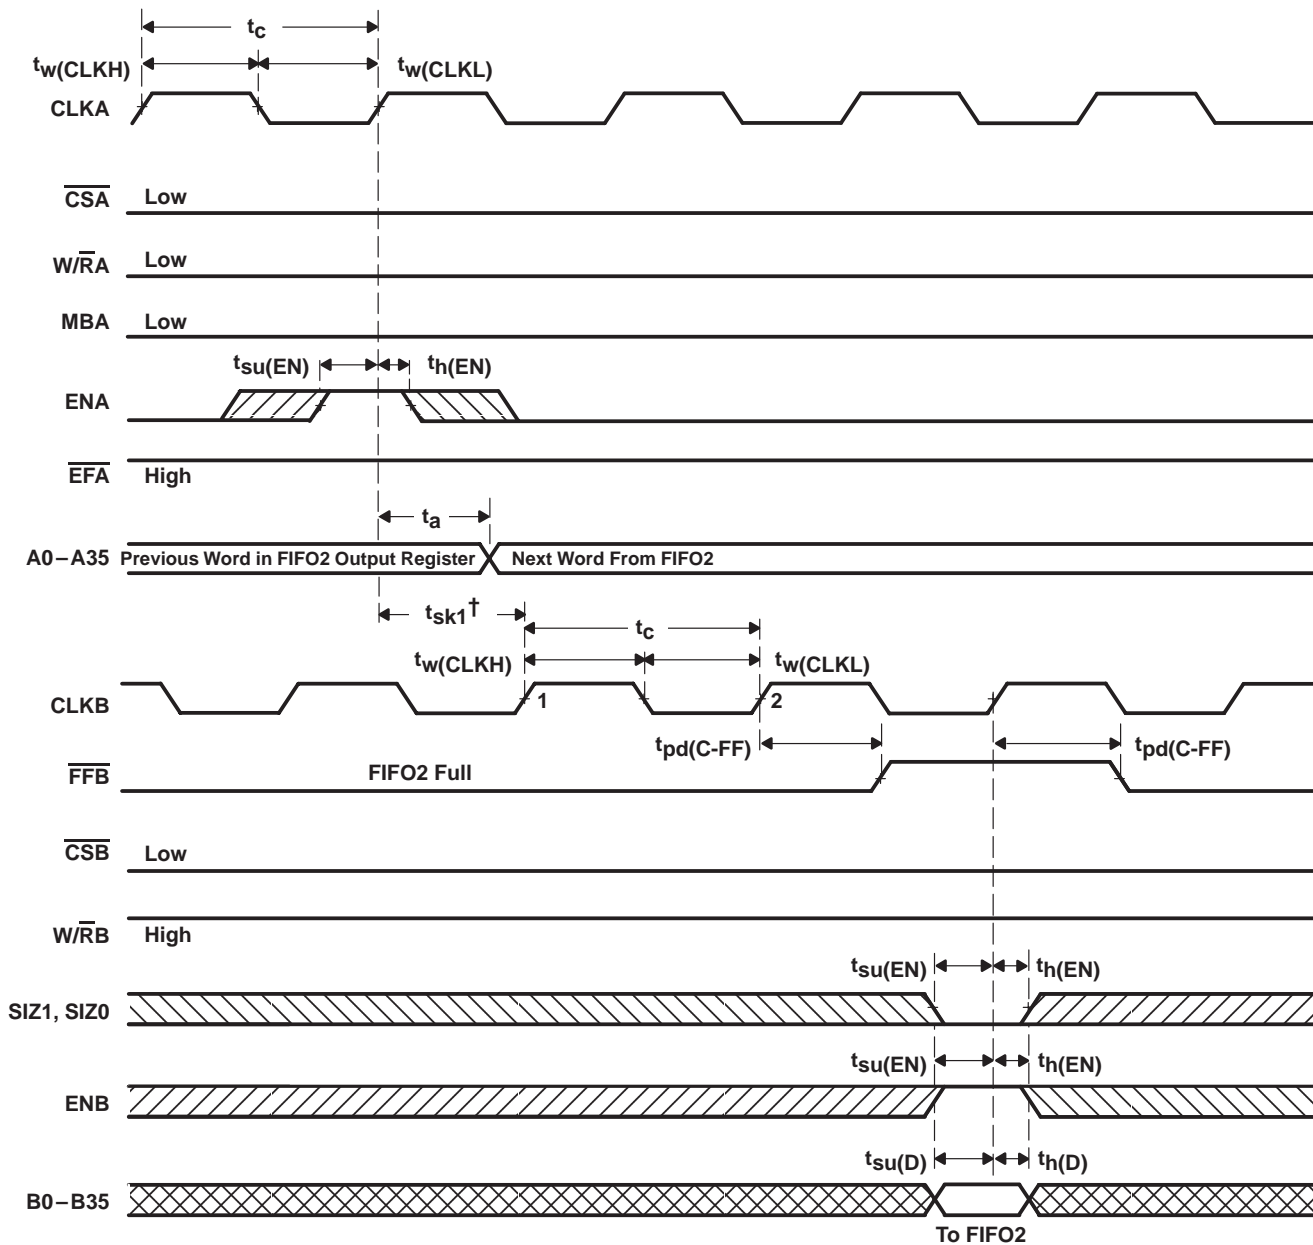 tc
tw(CLKH) tw(CLKL)
CLKA
CSA Low
W/RA Low
MBA Low
tsu(EN) th(EN)
ENA
EFA High
ta
A0–A35 Previous Word in FIFO2 Output Register Next Word From FIFO2
tsk1†
tc
tw(CLKH) tw(CLKL)
CLKB 1 2
tpd(C-FF) tpd(C-FF)
FFB FIFO2 Full
CSB Low
W/RB High
tsu(EN) th(EN)
SIZ1, SIZ0
tsu(EN) th(EN)
ENB
tsu(D) th(D)
B0–B35
To FIFO2